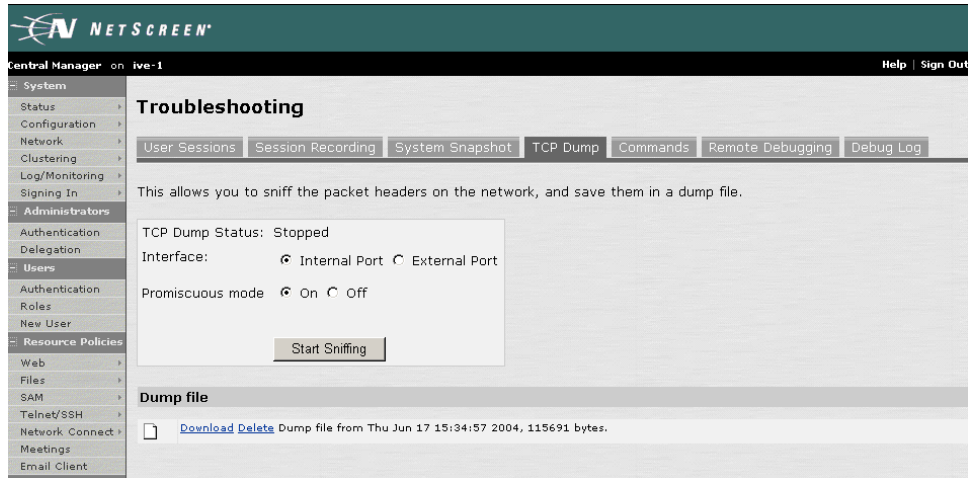 NETSCREEN
Central Manager on ive-1
Help | Sign Out
System
Status
Configuration
Network
Clustering
Log/Monitoring
Signing In
Administrators
Authentication
Delegation
Users
Authentication
Roles
New User
Resource Policies
Web
Files
SAM
Telnet/SSH
Network Connect
Meetings
Email Client
Troubleshooting
User Sessions Session Recording System Snapshot TCP Dump Commands Remote Debugging Debug Log
This allows you to sniff the packet headers on the network, and save them in a dump file.
TCP Dump Status: Stopped
Interface: Internal Port External Port
Promiscuous mode On Off
Start Sniffing
Dump file
Download Delete Dump file from Thu Jun 17 15:34:57 2004, 115691 bytes.